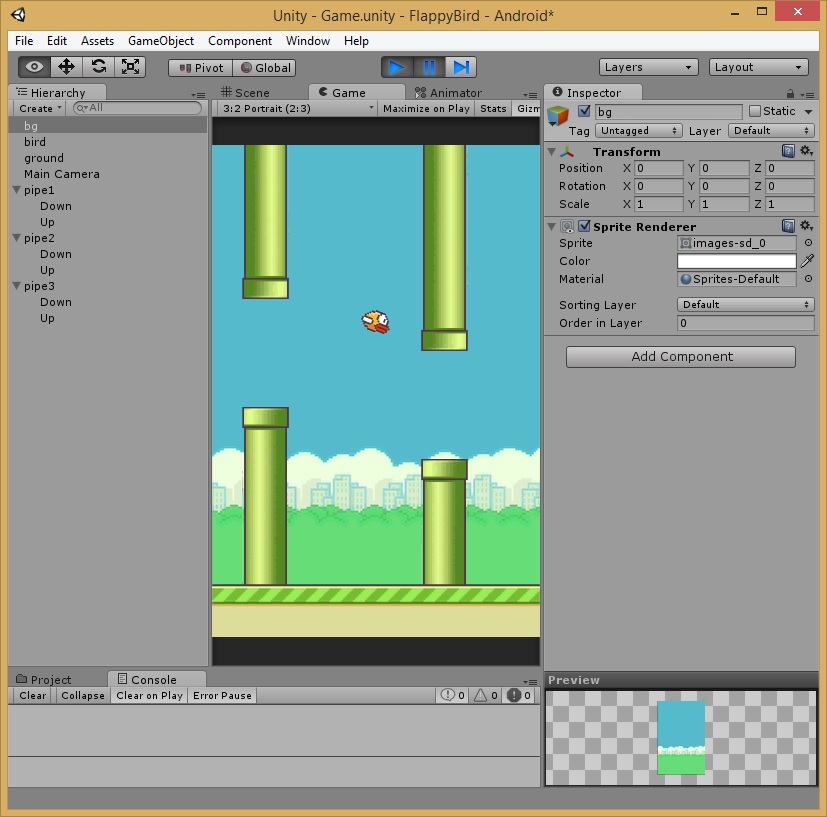 Unity - Game.unity - FlappyBird - Android*
File Edit Assets GameObject Component Window Help
Pivot Global Layers Layout
Hierarchy
Create All
bg
bird
ground
Main Camera
pipe1
Down
Up
pipe2
Down
Up
pipe3
Down
Up
Scene Game Animator
3:2 Portrait (2:3) Maximize on Play Stats Gizm
Inspector
bg Static
Tag Untagged Layer Default
Transform
Position X 0 Y 0 Z 0
Rotation X 0 Y 0 Z 0
Scale X 1 Y 1 Z 1
Sprite Renderer
Sprite images-sd_0
Color
Material Sprites-Default
Sorting Layer Default
Order in Layer 0
Add Component
Project Console
Clear Collapse Clear on Play Error Pause 0 0 0
Preview